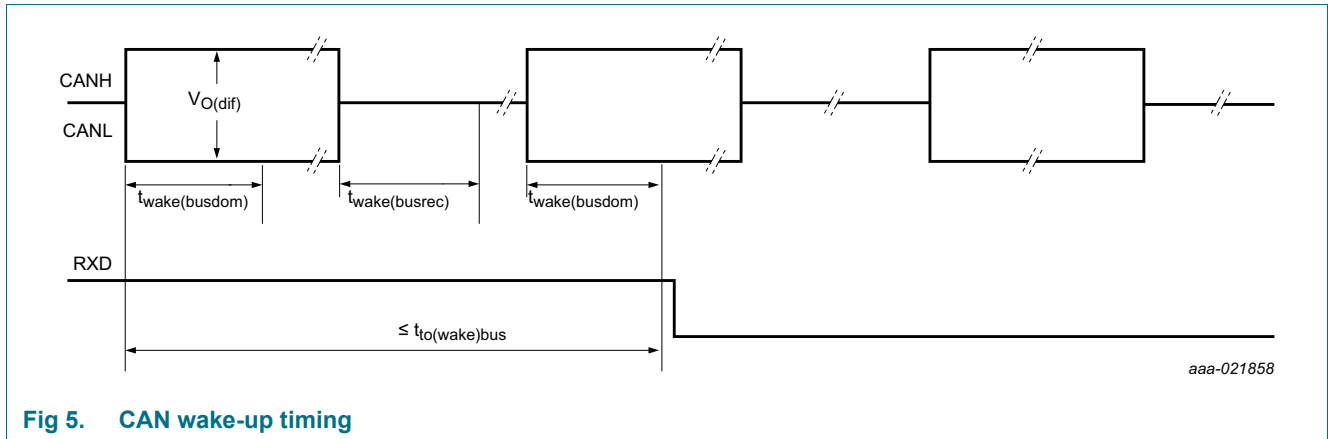 CANH
V_O(dif)
CANL
t_wake(busdom)
t_wake(busrec)
t_wake(busdom)
RXD
≤ t_to(wake)bus
aaa-021858
Fig 5. CAN wake-up timing